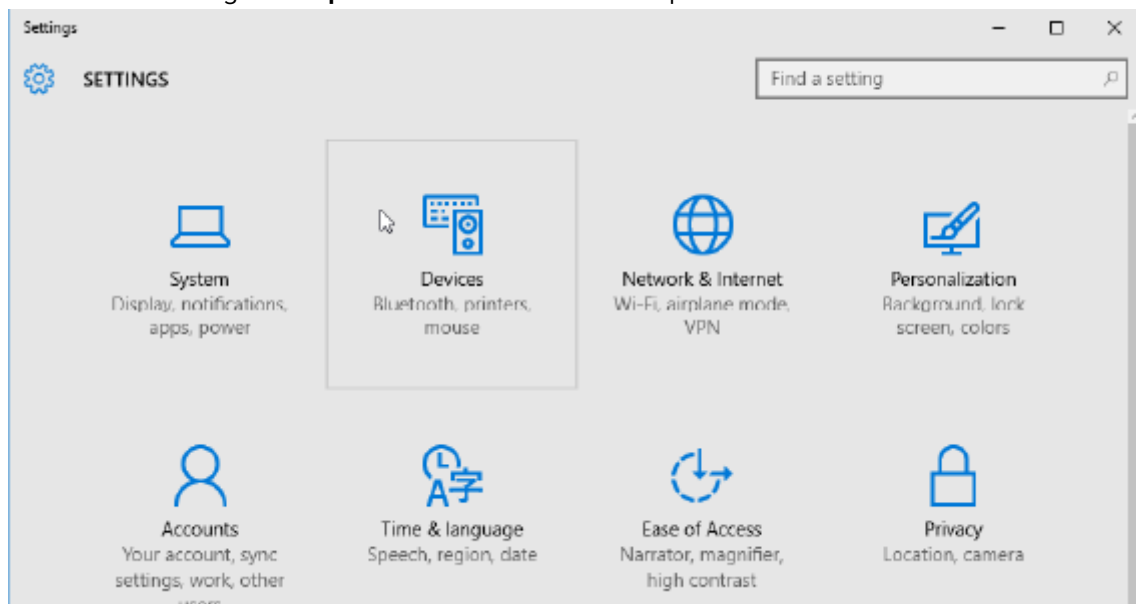 Settings
SETTINGS
Find a setting
System
Display, notifications,
apps, power
Devices
Bluetooth, printers,
mouse
Network & Internet
Wi-Fi, airplane mode,
VPN
Personalization
Background, lock
screen, colors
Accounts
Your account, sync
settings, work, other
users
Time & language
Speech, region, date
Ease of Access
Narrator, magnifier,
high contrast
Privacy
Location, camera